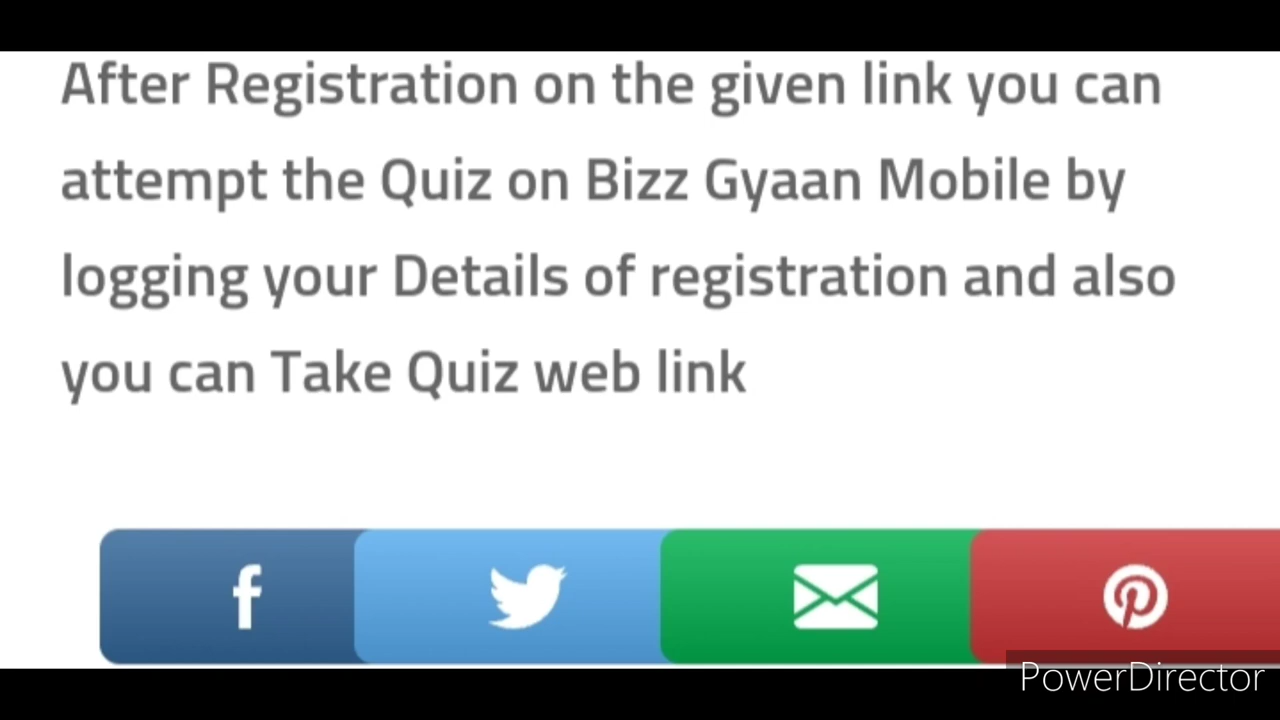 After Registration on the given link you can
attempt the Quiz on Bizz Gyaan Mobile by
logging your Details of registration and also
you can Take Quiz web link
PowerDirector